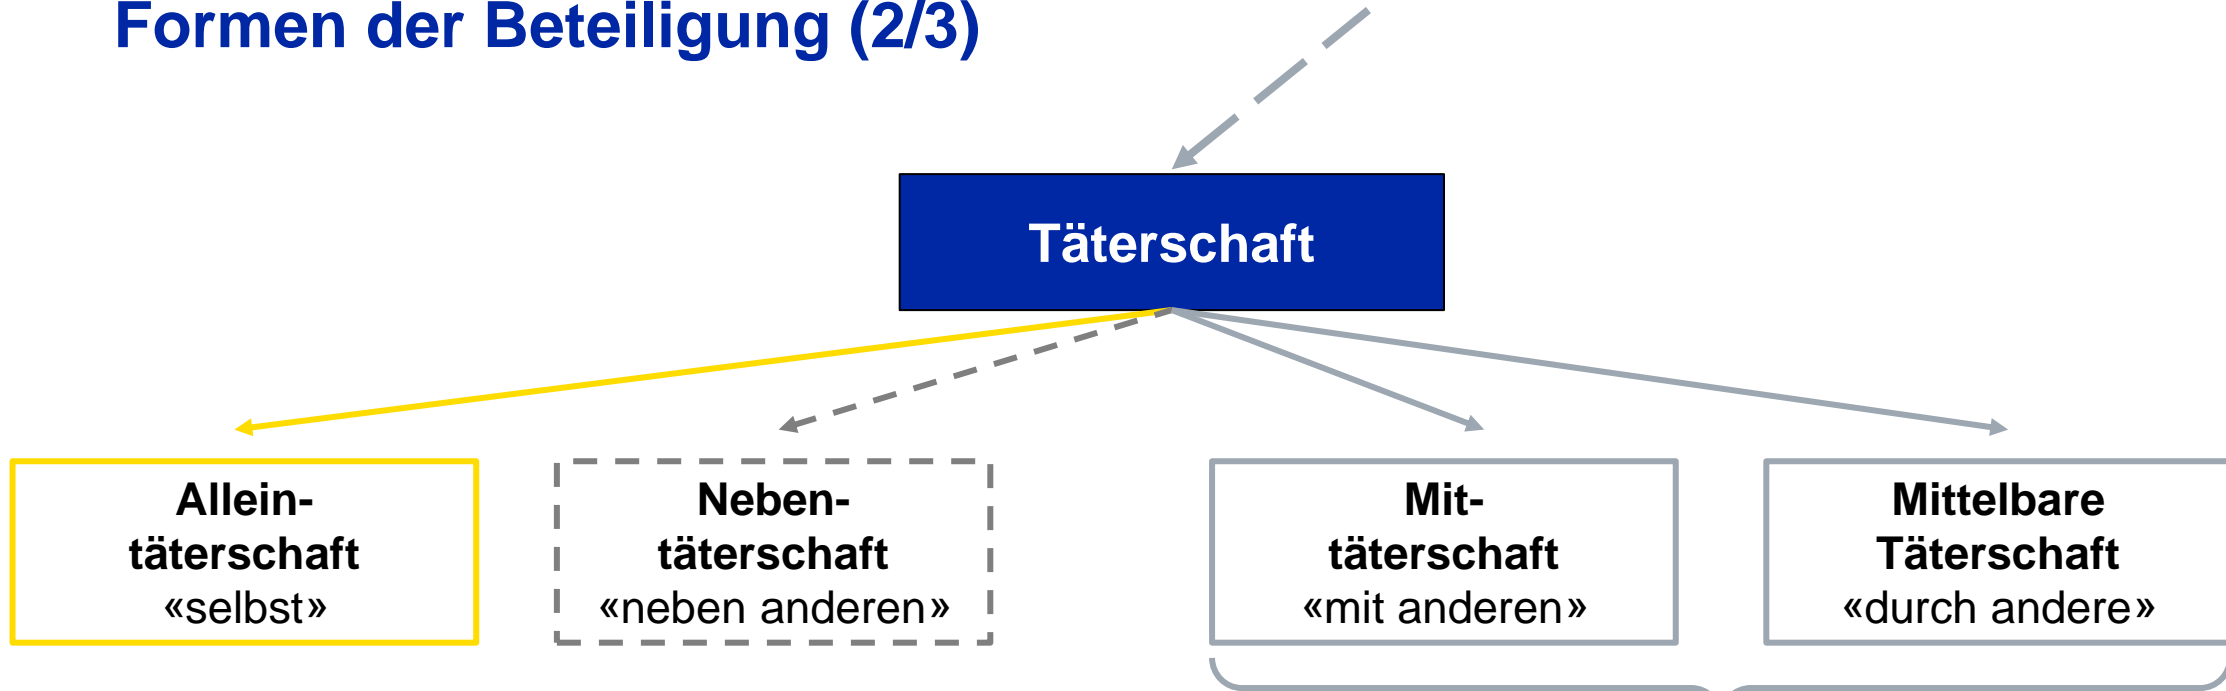 Formen der Beteiligung (2/3)
Täterschaft
Allein-
täterschaft
«selbst»
Neben-
täterschaft
«neben anderen»
Mit-
täterschaft
«mit anderen»
Mittelbare
Täterschaft
«durch andere»